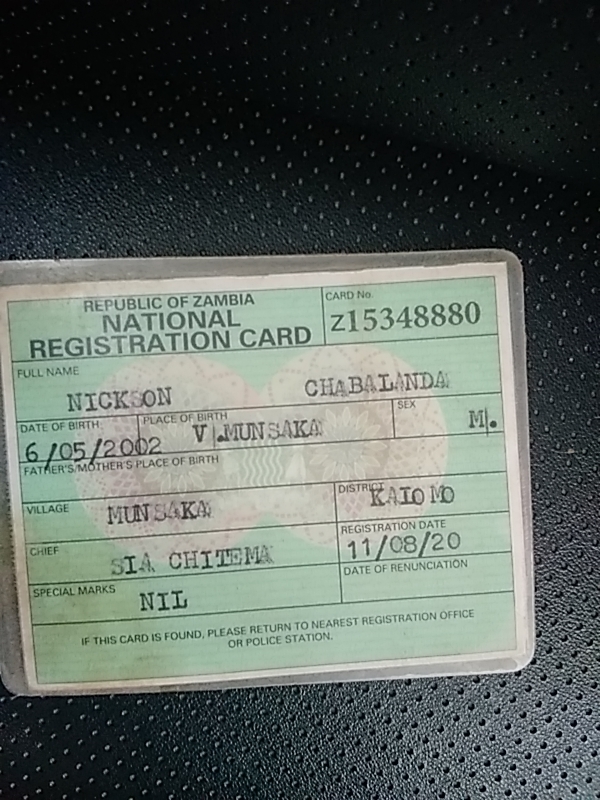 REPUBLIC OF ZAMBIA
NATIONAL
REGISTRATION CARD
CARD No.
Z15348880
FULL NAME
NICKSON CHABALANDA
DATE OF BIRTH
6/05/2002
PLACE OF BIRTH
V.MUNSAKA
SEX
M.
FATHER'S/MOTHER'S PLACE OF BIRTH
VILLAGE
MUNSAKA
DISTRICT
KALOMO
CHIEF
SIA CHITEMA
REGISTRATION DATE
11/08/20
SPECIAL MARKS
NIL
DATE OF RENUNCIATION
IF THIS CARD IS FOUND, PLEASE RETURN TO NEAREST REGISTRATION OFFICE
OR POLICE STATION.